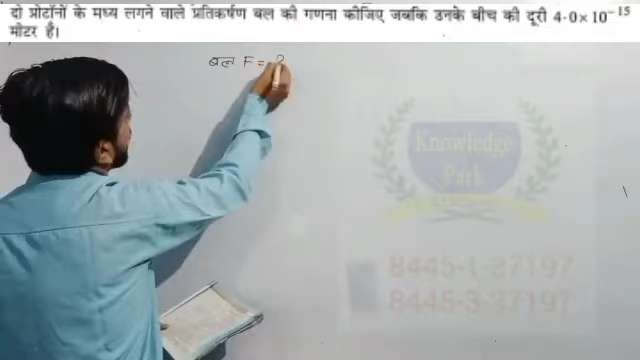 दो प्रोटॉनों के मध्य लगने वाले प्रतिकर्षण बल की गणना कीजिए जबकि उनके बीच की दूरी 4·0×10⁻¹⁵
मीटर है।
बल F = ?
Knowledge
Park
8445-1-37197
8445-3-37197